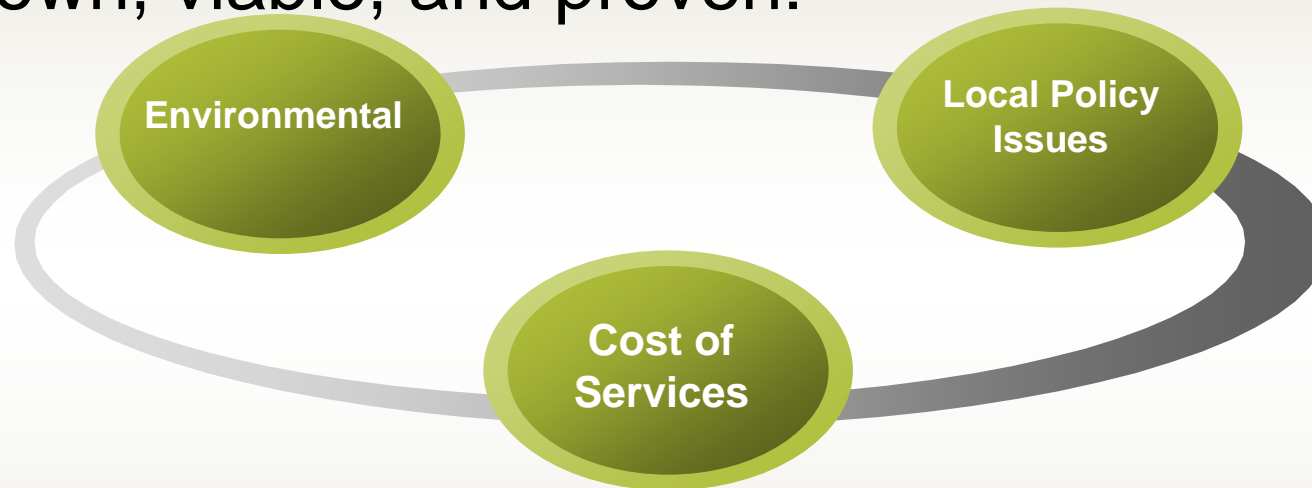 viable, and proven.
Environmental
Local Policy
Issues
Cost of
Services